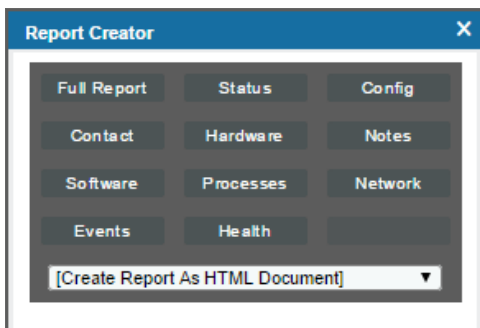 Report Creator ×
Full Report Status Config
Contact Hardware Notes
Software Processes Network
Events Health
[Create Report As HTML Document]